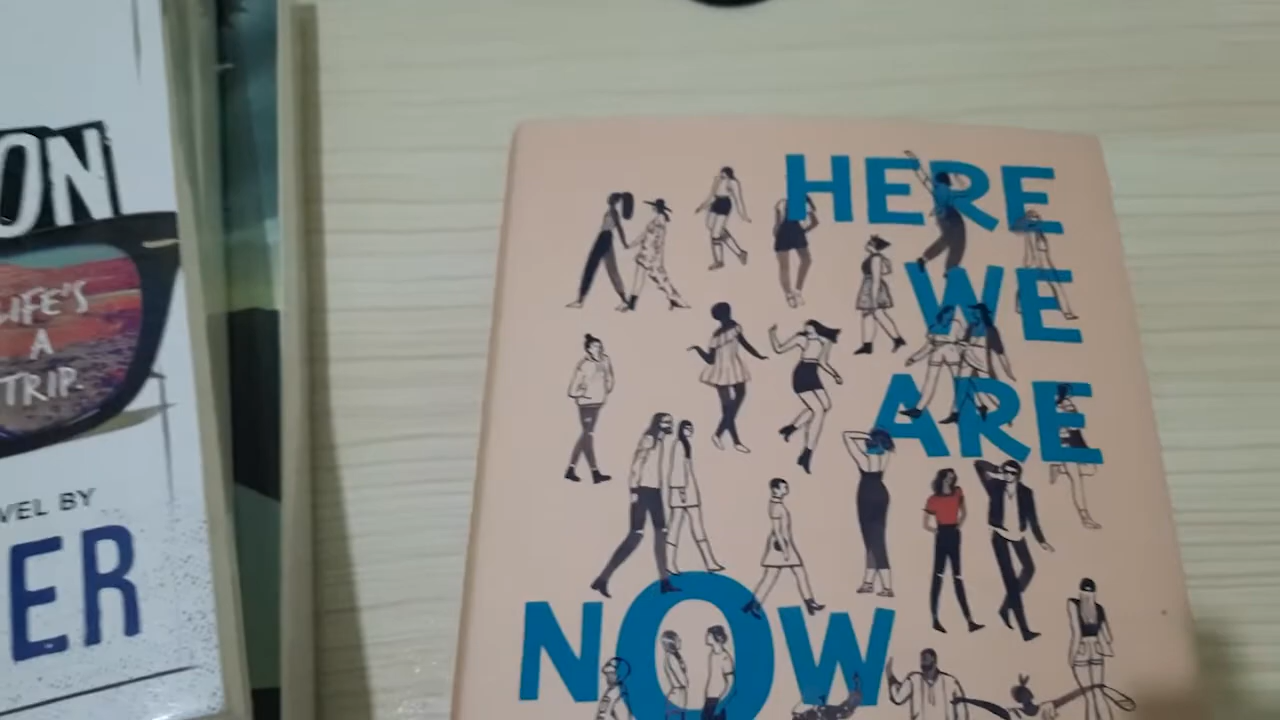 ON
LIFE'S
A
TRIP.
VEL BY
ER
HERE
WE
ARE
NOW